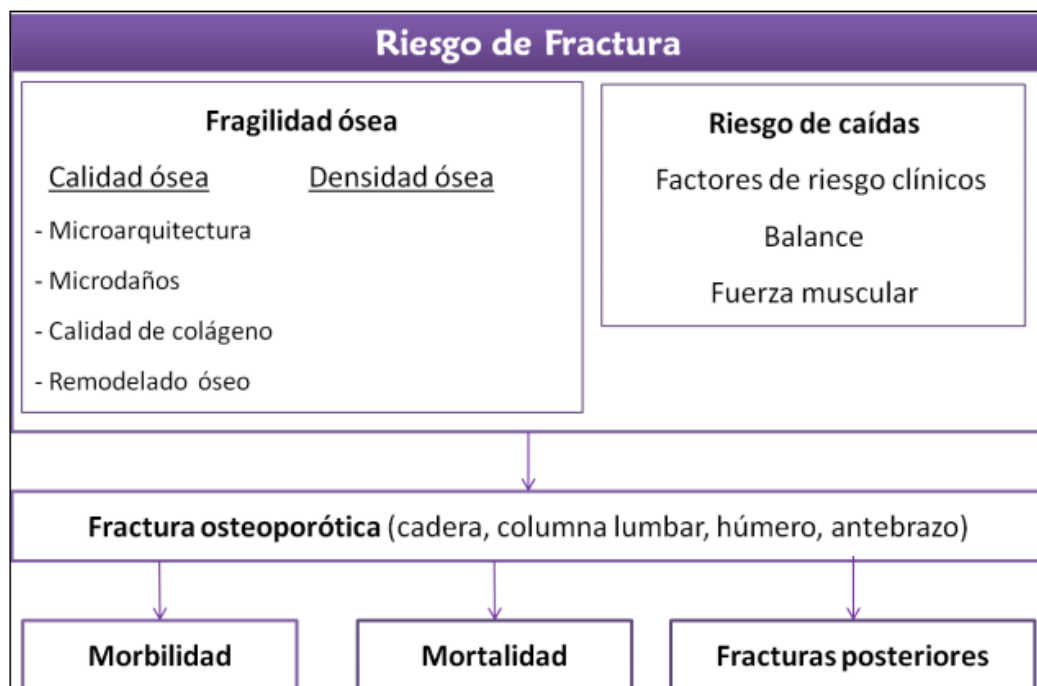 Riesgo de Fractura
Fragilidad ósea
Calidad ósea
Densidad ósea
- Microarquitectura
- Microdaños
- Calidad de colágeno
- Remodelado óseo
Riesgo de caídas
Factores de riesgo clínicos
Balance
Fuerza muscular
Fractura osteoporótica (cadera, columna lumbar, húmero, antebrazo)
Morbilidad
Mortalidad
Fracturas posteriores